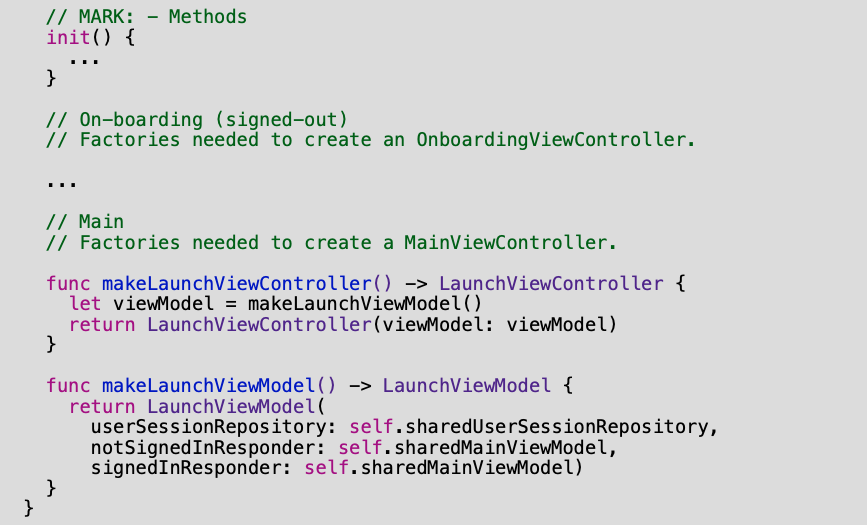 // MARK: - Methods
init() {
...
}
// On-boarding (signed-out)
// Factories needed to create an OnboardingViewController.
...
// Main
// Factories needed to create a MainViewController.
func makeLaunchViewController() -> LaunchViewController {
let viewModel = makeLaunchViewModel()
return LaunchViewController(viewModel: viewModel)
}
func makeLaunchViewModel() -> LaunchViewModel {
return LaunchViewModel(
userSessionRepository: self.sharedUserSessionRepository,
notSignedInResponder: self.sharedMainViewModel,
signedInResponder: self.sharedMainViewModel)
}
}